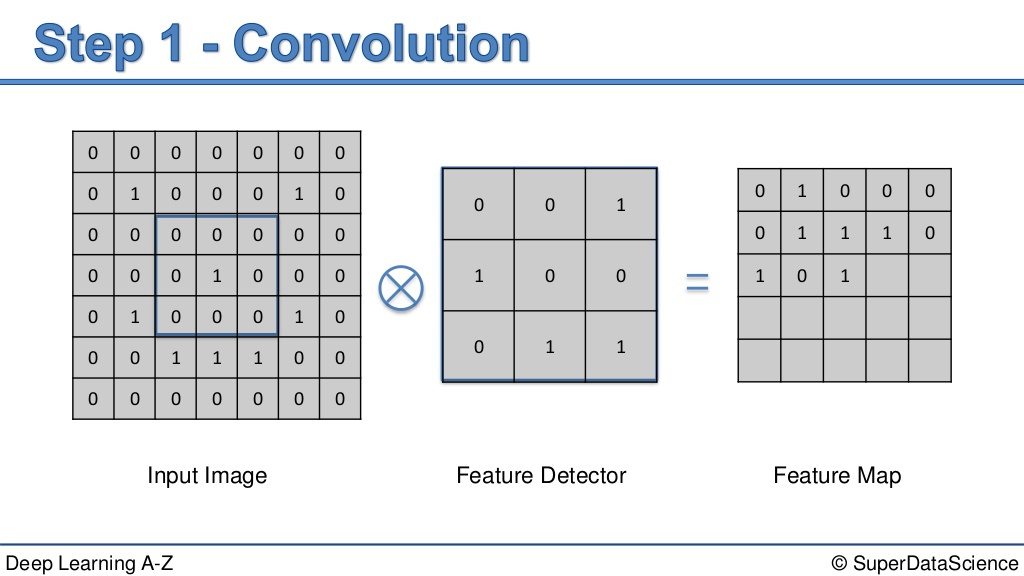 Step 1 - Convolution
0 0 0 0 0 0 0
0 1 0 0 0 1 0
0 0 0 0 0 0 0
0 0 0 1 0 0 0
0 1 0 0 0 1 0
0 0 1 1 1 0 0
0 0 0 0 0 0 0
0 0 1
1 0 0
0 1 1
=
0 1 0 0 0
0 1 1 1 0
1 0 1
Input Image
Feature Detector
Feature Map
Deep Learning A-Z
© SuperDataScience